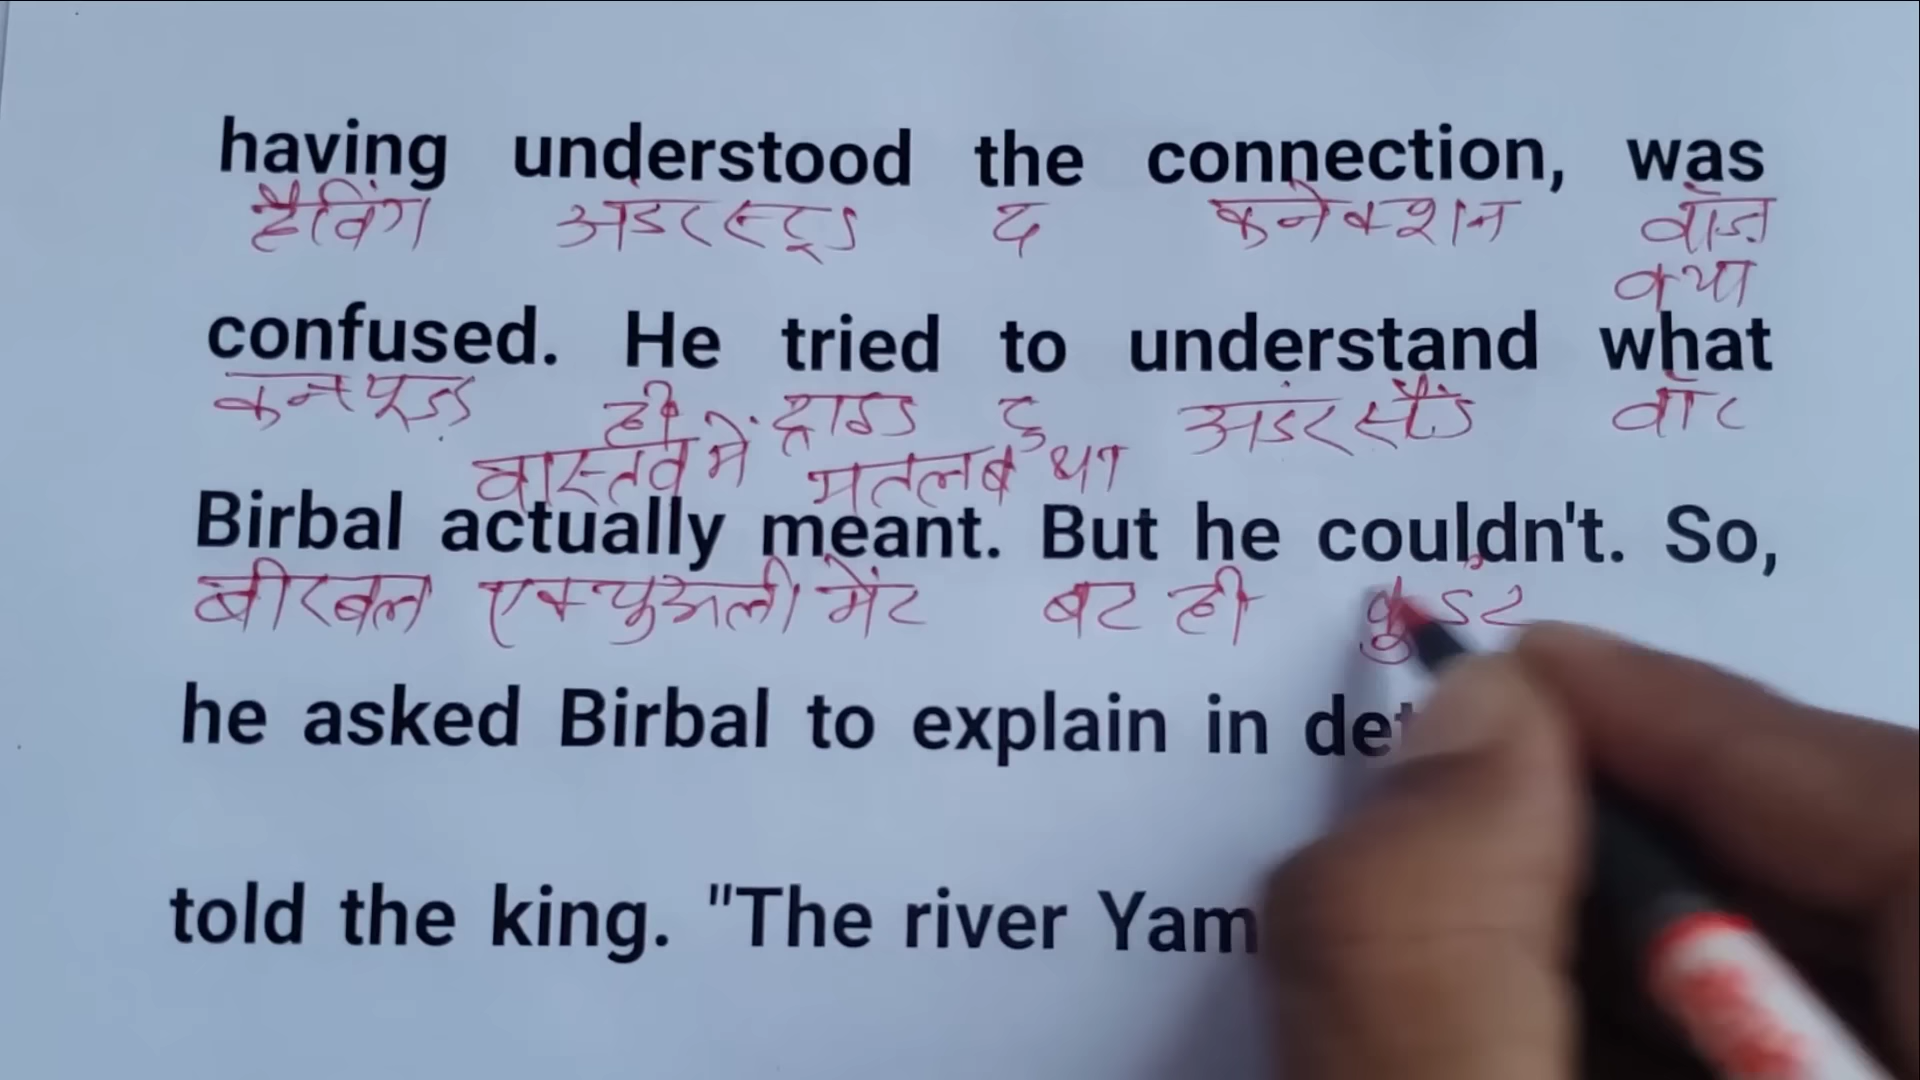 having understood the connection, was
हैविंग अंडरस्टूड द कनेक्शन वॉज़
क्या
confused. He tried to understand what
कनफ्यूज़्ड ही ट्राइड टु अंडरस्टैंड वॉट
वास्तव में मतलब था
Birbal actually meant. But he couldn't. So,
बीरबल एक्चुअली मेंट बट ही कुडंट
he asked Birbal to explain in det
told the king. "The river Yam